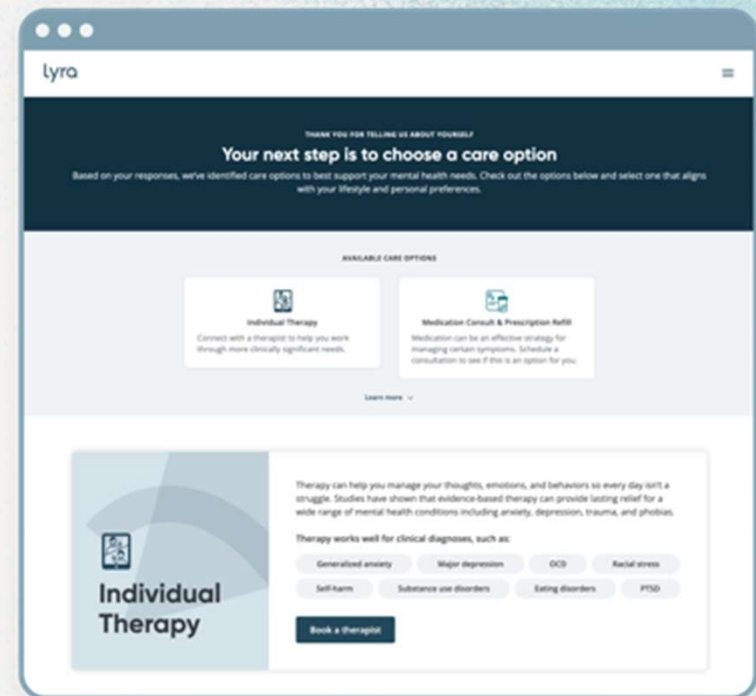 lyra
THANK YOU FOR TELLING US ABOUT YOURSELF
Your next step is to choose a care option
Based on your responses, we've identified care options to best support your mental health needs. Check out the options below and select one that aligns
with your lifestyle and personal preferences.
AVAILABLE CARE OPTIONS
Individual Therapy
Connect with a therapist to help you work
through more clinically significant needs.
Medication Consult & Prescription Refill
Medication can be an effective strategy for
managing certain symptoms. Schedule a
consultation to see if this is an option for you.
Learn more
Individual
Therapy
Therapy can help you manage your thoughts, emotions, and behaviors so every day isn't a
struggle. Studies have shown that evidence-based therapy can provide lasting relief for a
wide range of mental health conditions including anxiety, depression, trauma, and phobias.
Therapy works well for clinical diagnoses, such as:
Generalized anxiety Major depression OCD Racial stress
Self-harm Substance use disorders Eating disorders PTSD
Book a therapist